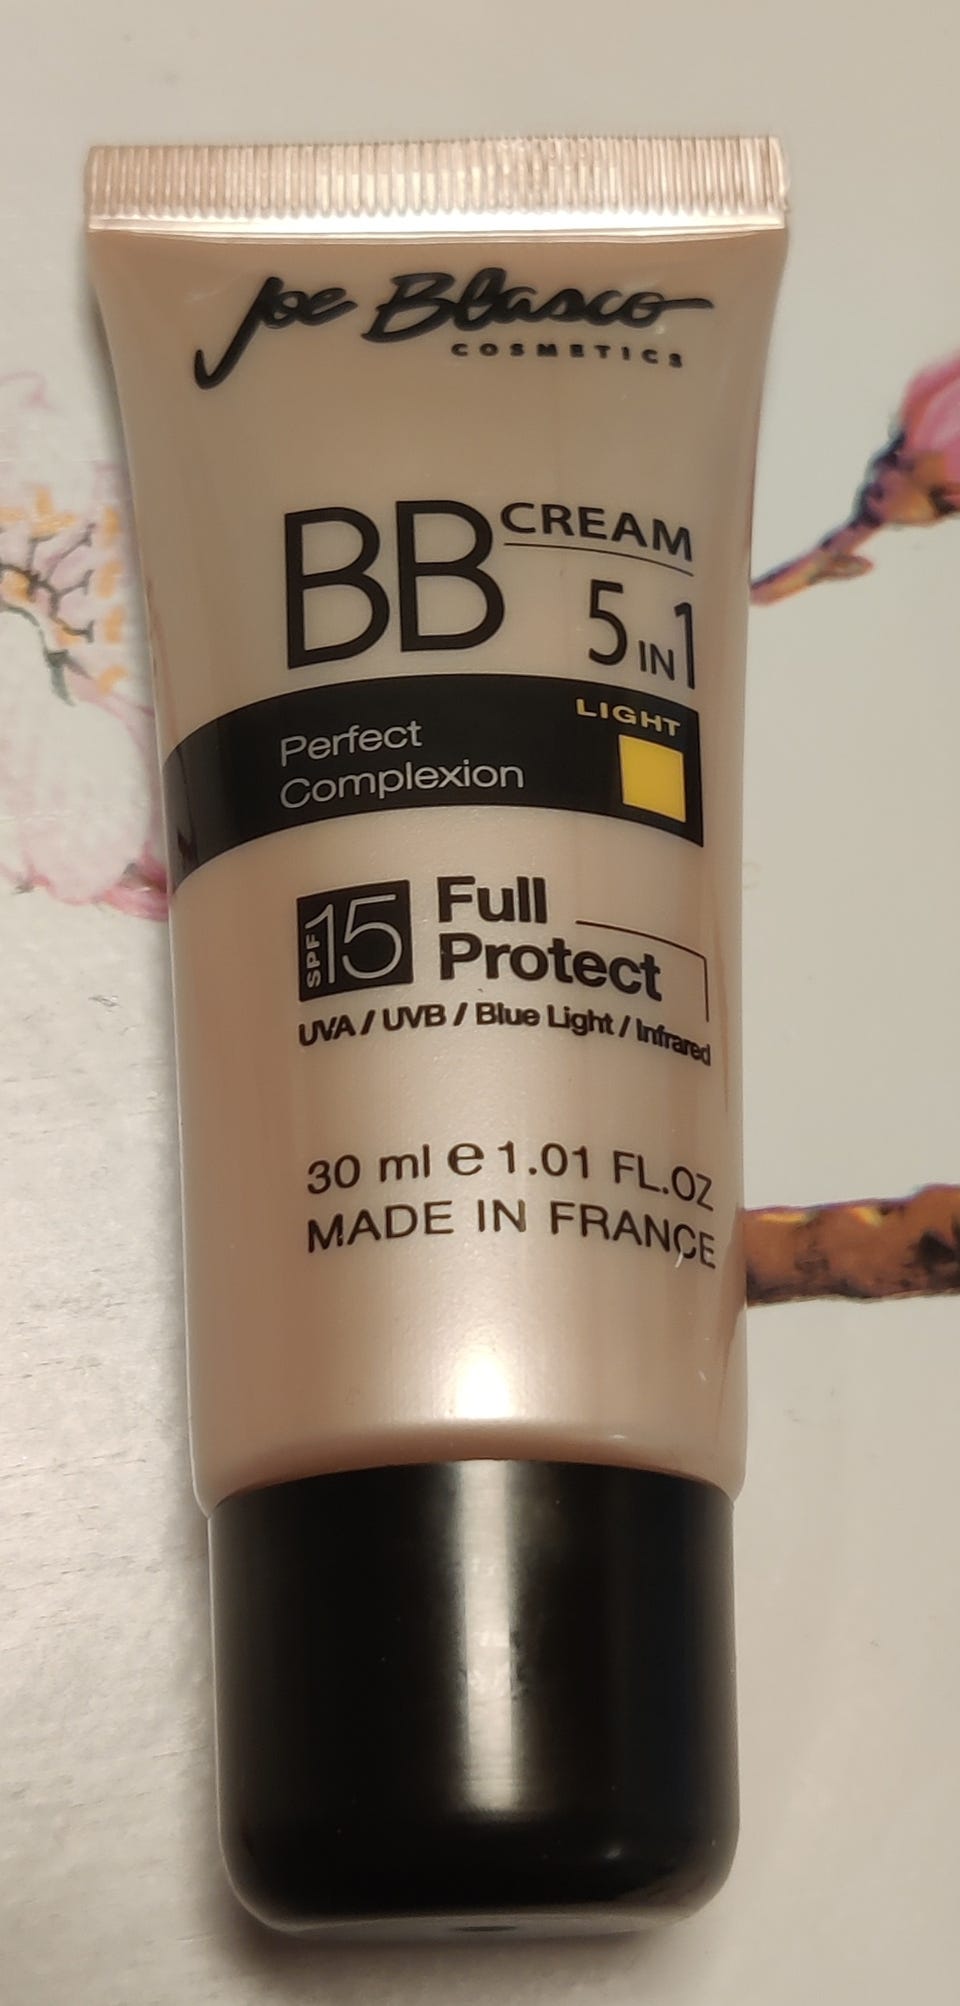 Joe Blasco
COSMETICS
BB CREAM
5 IN 1
LIGHT
Perfect
Complexion
SPF 15
Full
Protect
UVA / UVB / Blue Light / Infrared
30 ml ℮ 1.01 FL.OZ
MADE IN FRANCE